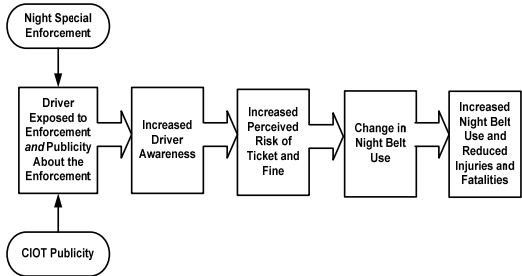 Night Special
Enforcement
Driver
Exposed to
Enforcement
and Publicity
About the
Enforcement
Increased
Driver
Awareness
Increased
Perceived
Risk of
Ticket and
Fine
Change in
Night Belt
Use
Increased
Night Belt
Use and
Reduced
Injuries and
Fatalities
CIOT Publicity